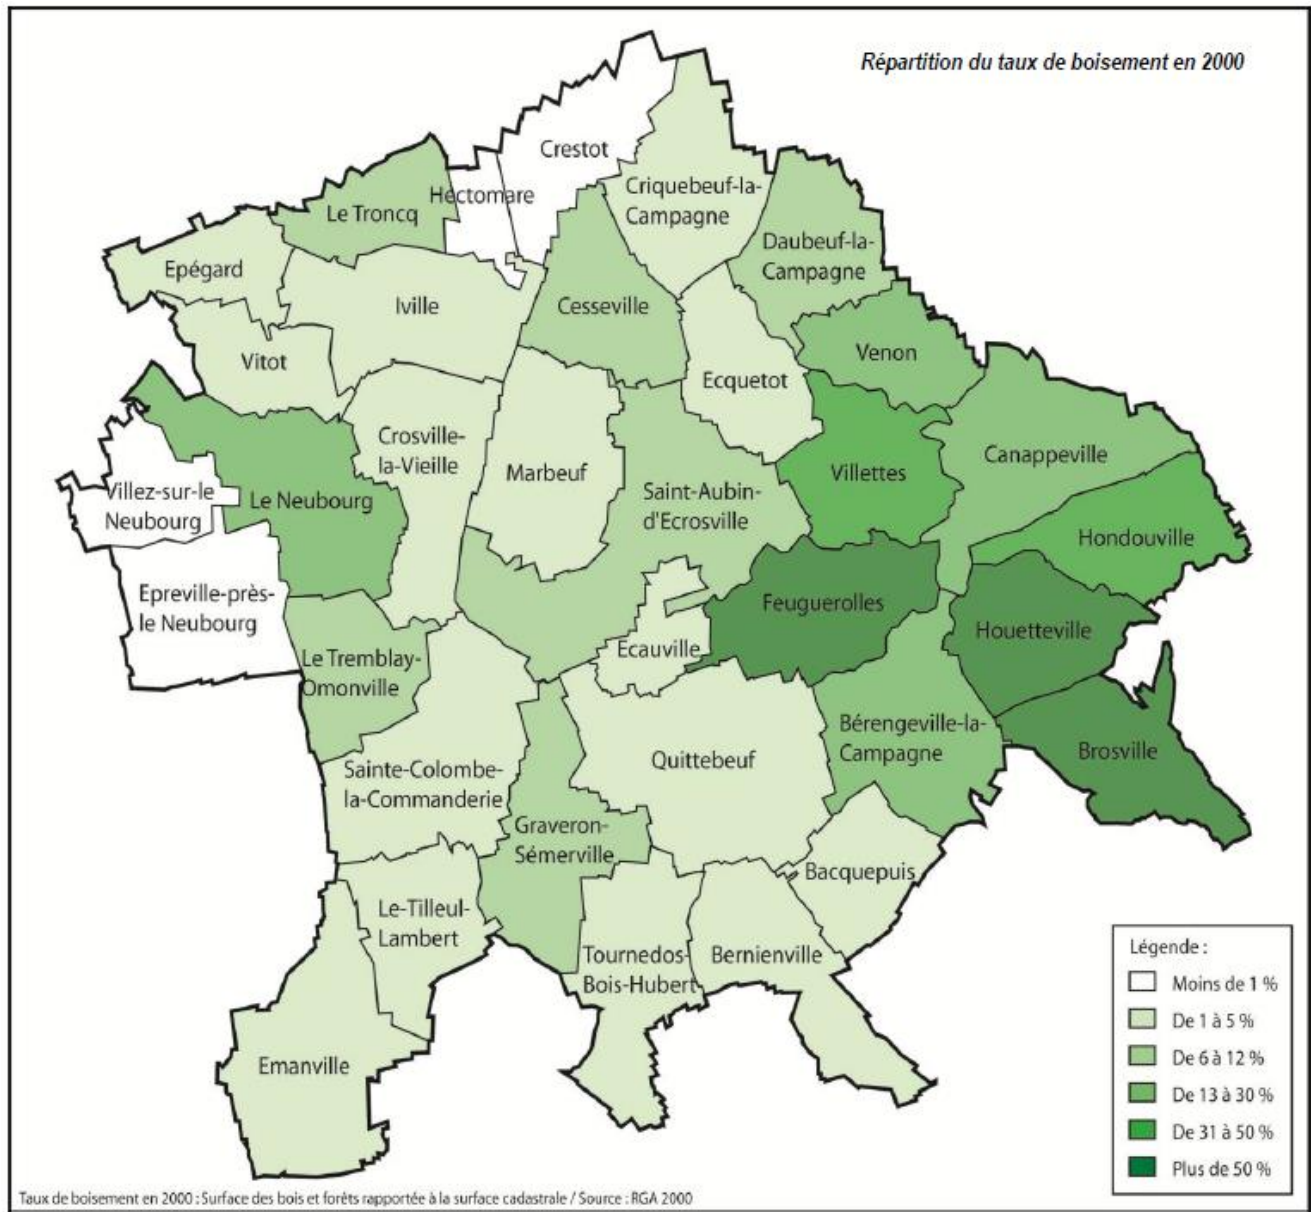 Répartition du taux de boisement en 2000
Crestot
Hectomare
Criquebeuf-la-
Campagne
Le Troncq
Daubeuf-la-
Campagne
Epégard
Iville
Cesseville
Venon
Vitot
Ecquetot
Crosville-
la-Vieille
Canappeville
Marbeuf
Villettes
Villez-sur-le
Neubourg
Le Neubourg
Saint-Aubin-
d'Ecrosville
Hondouville
Epreville-près-
le Neubourg
Feuguerolles
Houetteville
Ecauville
Le Tremblay-
Omonville
Bérengeville-la-
Campagne
Brosville
Quittebeuf
Sainte-Colombe-
la-Commanderie
Graveron-
Sémerville
Bacquepuis
Le-Tilleul-
Lambert
Tournedos-
Bois-Hubert
Bernienville
Emanville
Légende :
Moins de 1 %
De 1 à 5 %
De 6 à 12 %
De 13 à 30 %
De 31 à 50 %
Plus de 50 %
Taux de boisement en 2000 : Surface des bois et forêts rapportée à la surface cadastrale / Source : RGA 2000